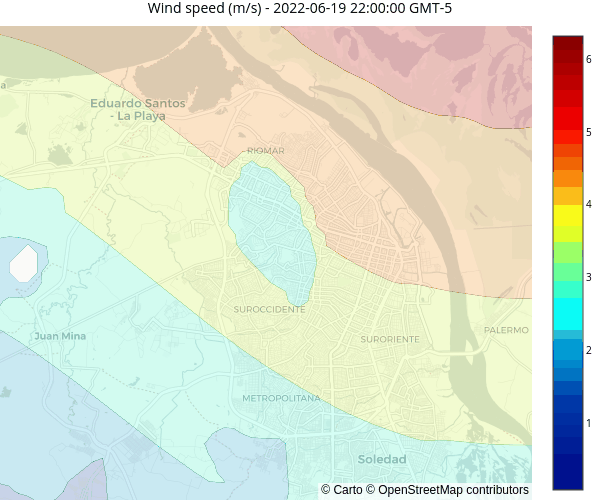 Wind speed (m/s) - 2022-06-19 22:00:00 GMT-5
6
5
4
3
2
1
a
Eduardo Santos
- La Playa
RIOMAR
SUROCCIDENTE
PALERMO
Juan Mina
SURORIENTE
METROPOLITANA
Soledad
© Carto © OpenStreetMap contributors